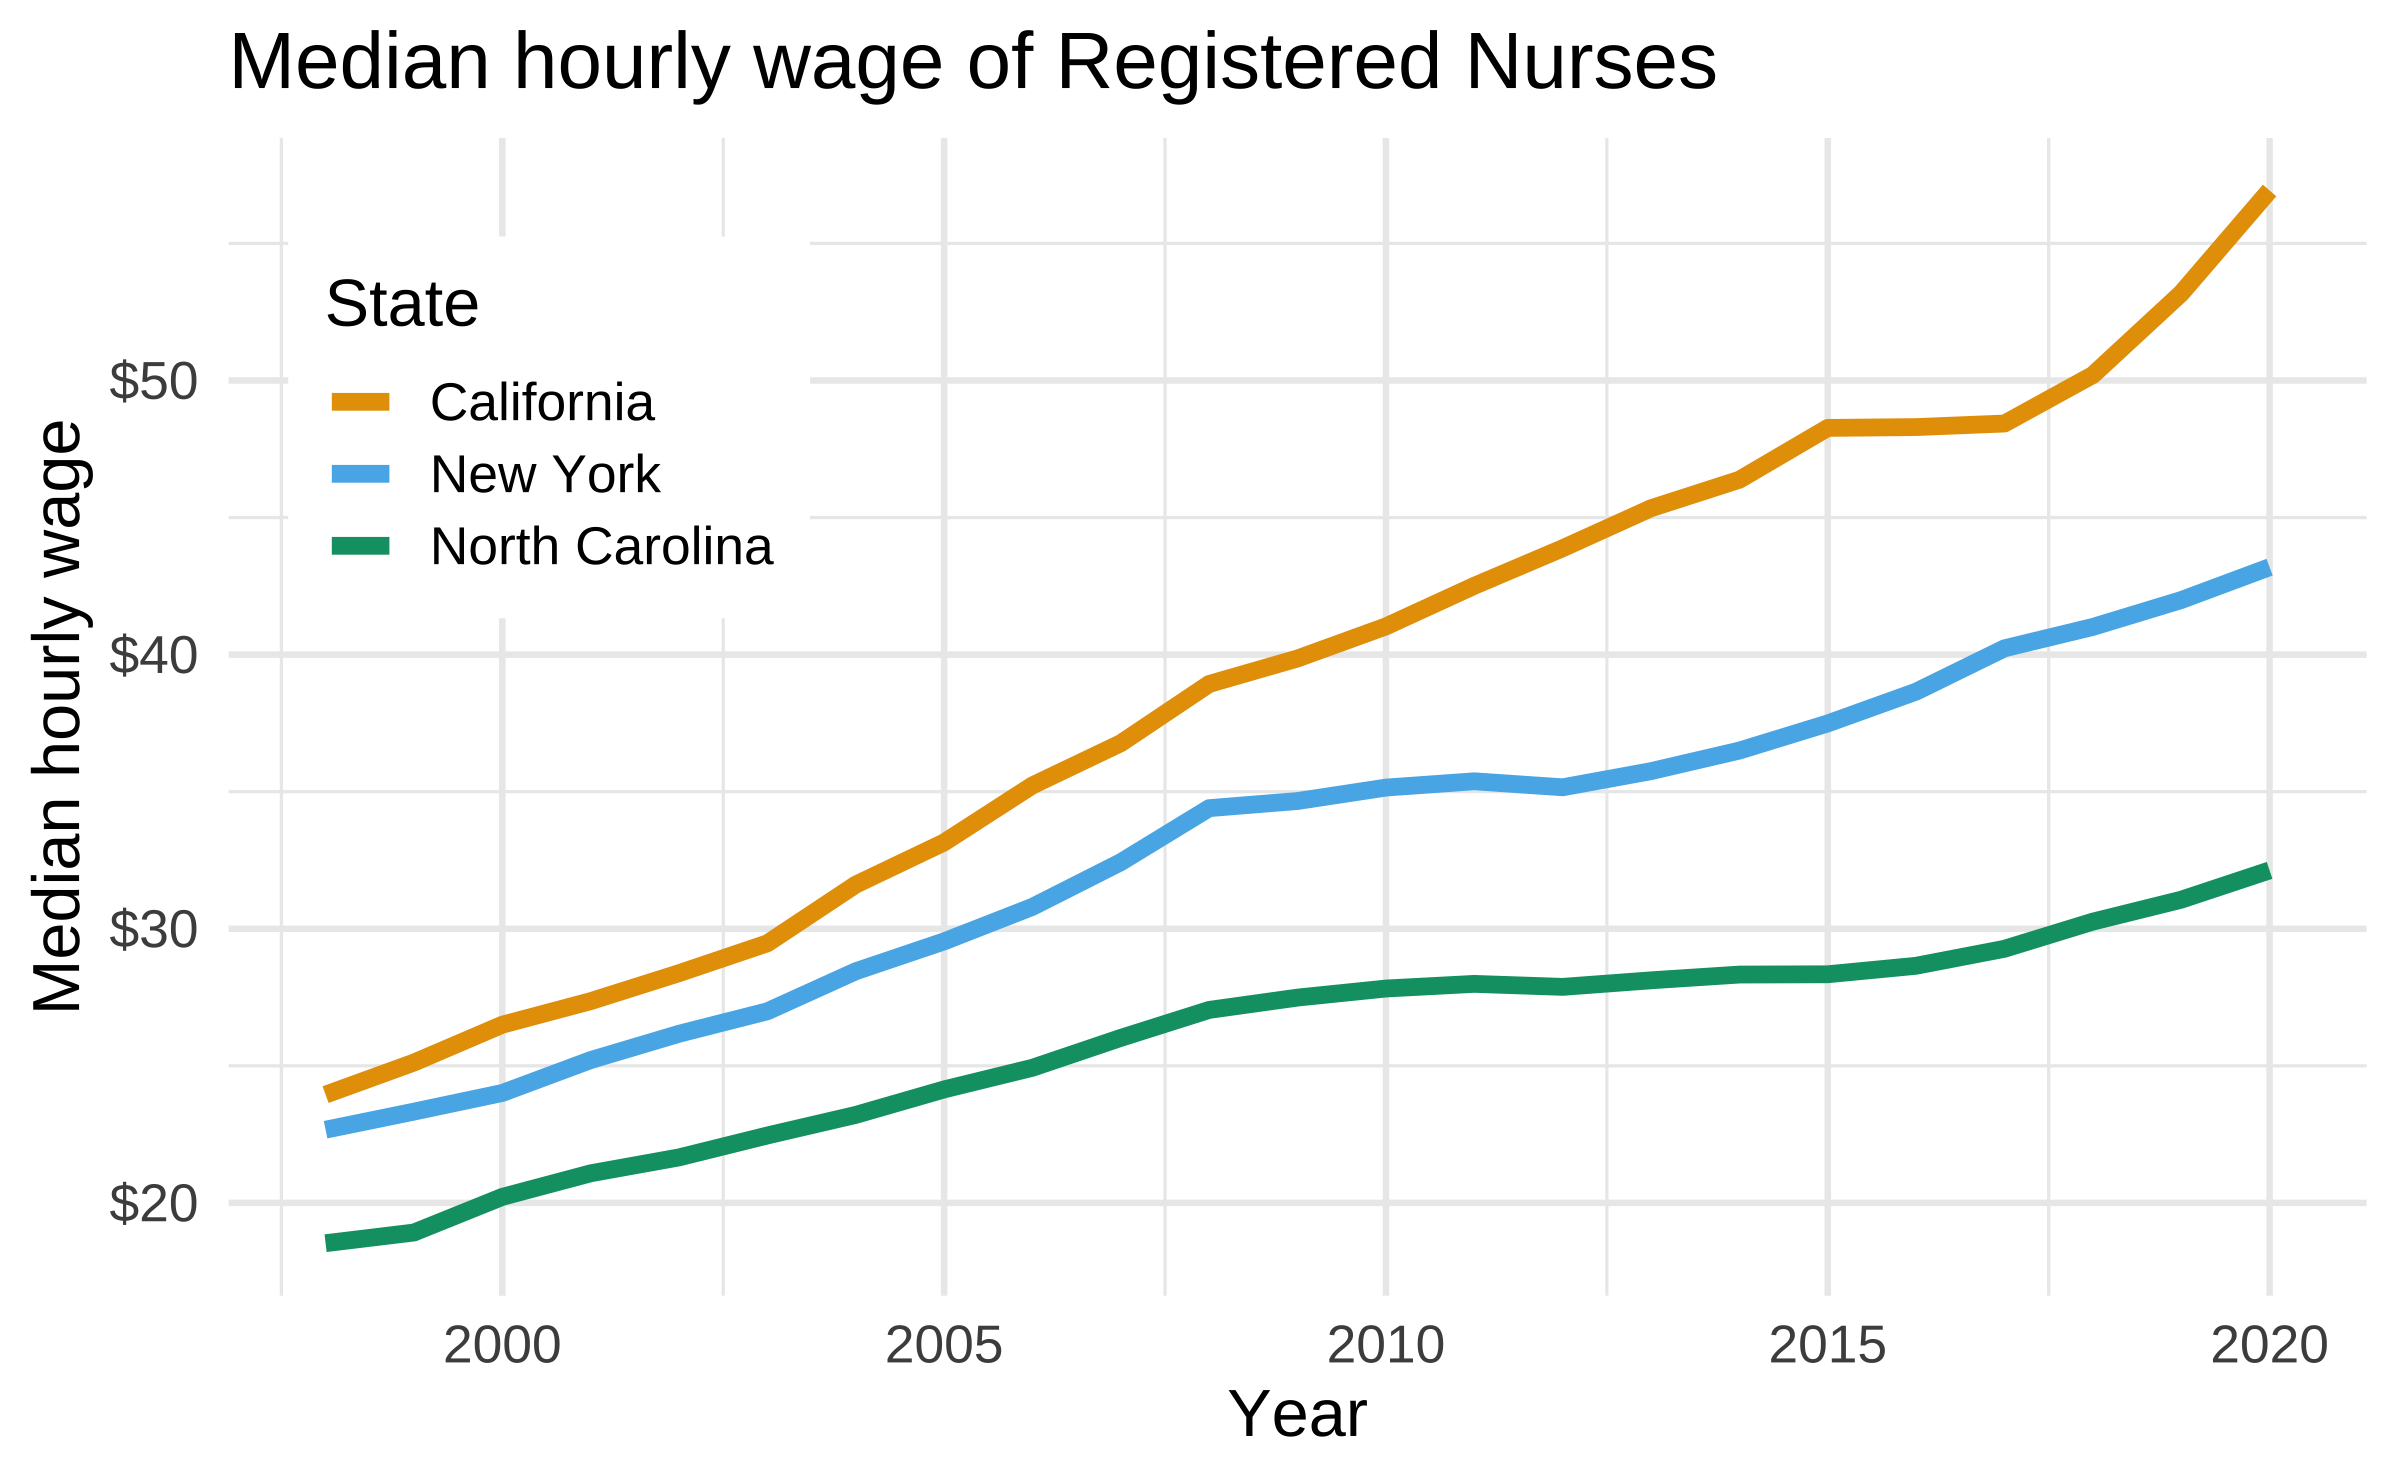 Median hourly wage of Registered Nurses
State
California
New York
North Carolina
Median hourly wage
$50
$40
$30
$20
2000 2005 2010 2015 2020
Year